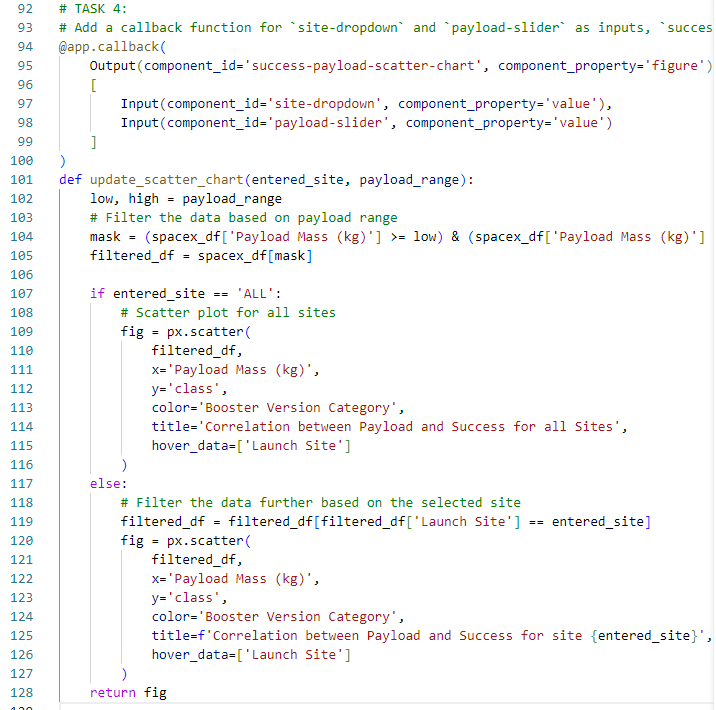 92 # TASK 4:
93 # Add a callback function for `site-dropdown` and `payload-slider` as inputs, `succes
94 @app.callback(
95 Output(component_id='success-payload-scatter-chart', component_property='figure')
96 [
97 Input(component_id='site-dropdown', component_property='value'),
98 Input(component_id='payload-slider', component_property='value')
99 ]
100 )
101 def update_scatter_chart(entered_site, payload_range):
102 low, high = payload_range
103 # Filter the data based on payload range
104 mask = (spacex_df['Payload Mass (kg)'] >= low) & (spacex_df['Payload Mass (kg)']
105 filtered_df = spacex_df[mask]
106
107 if entered_site == 'ALL':
108 # Scatter plot for all sites
109 fig = px.scatter(
110 filtered_df,
111 x='Payload Mass (kg)',
112 y='class',
113 color='Booster Version Category',
114 title='Correlation between Payload and Success for all Sites',
115 hover_data=['Launch Site']
116 )
117 else:
118 # Filter the data further based on the selected site
119 filtered_df = filtered_df[filtered_df['Launch Site'] == entered_site]
120 fig = px.scatter(
121 filtered_df,
122 x='Payload Mass (kg)',
123 y='class',
124 color='Booster Version Category',
125 title=f'Correlation between Payload and Success for site {entered_site}',
126 hover_data=['Launch Site']
127 )
128 return fig